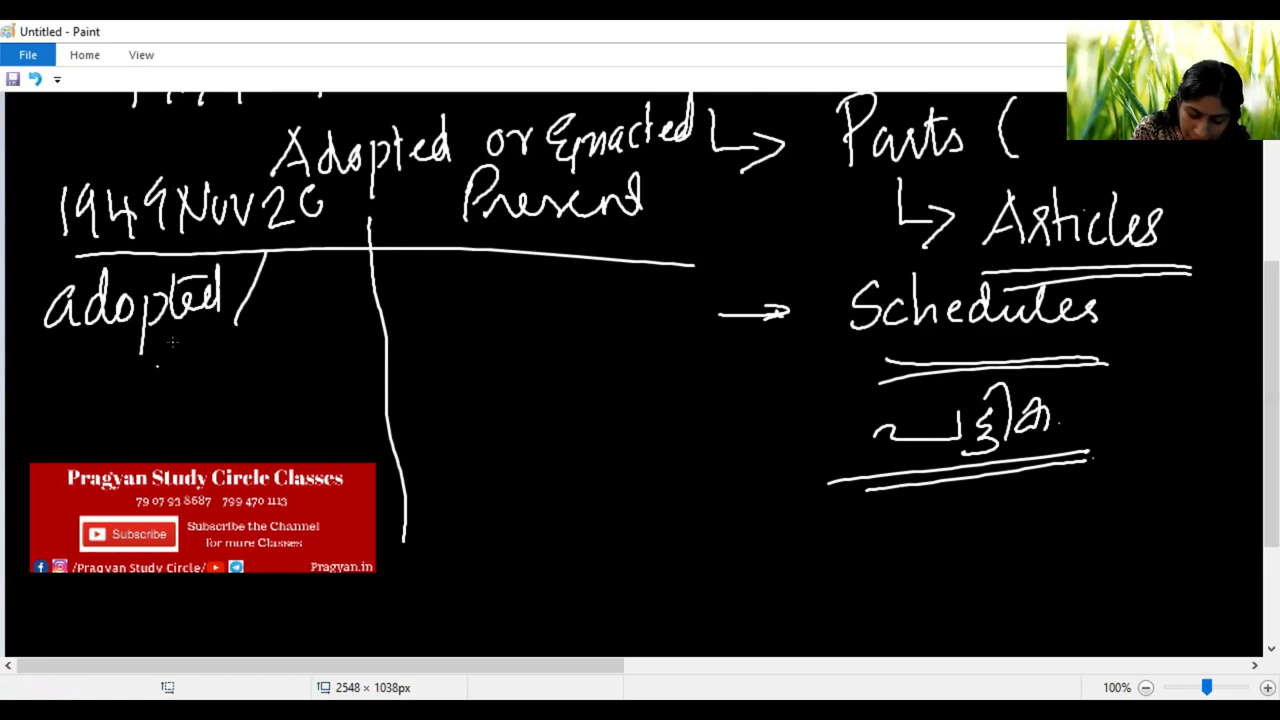 Untitled - Paint
File Home View
Adopted or Enacted
Parts (
1949 Nov 26
Present
Articles
adopted/
Schedules
Pragyan Study Circle Classes
79 07 93 8687 799 470 1113
Subscribe
Subscribe the Channel
for more Classes
/Pragyan Study Circle/
Pragyan.in
2548 × 1038px
100%